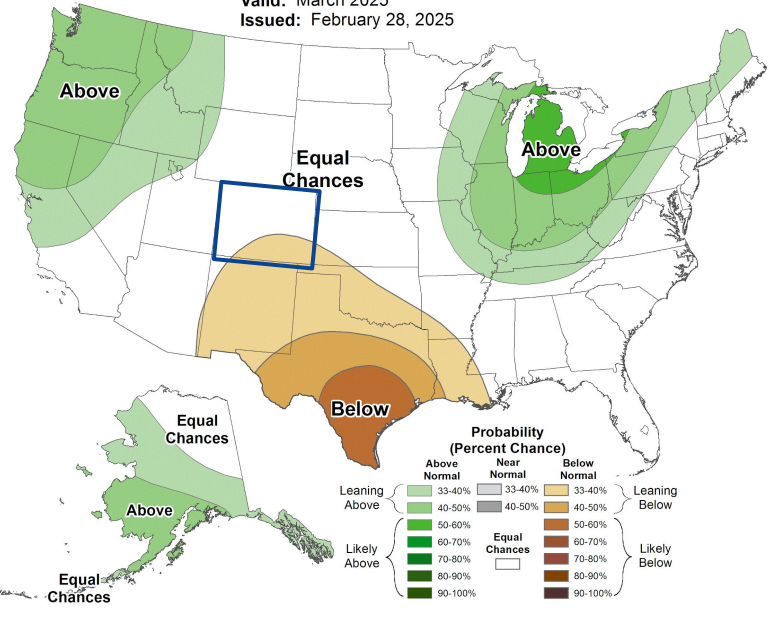 Valid: March 2025
Issued: February 28, 2025
Above
Equal
Chances
Above
Below
Equal
Chances
Above
Equal
Chances
Probability
(Percent Chance)
Above
Normal
Near
Normal
Below
Normal
Leaning
Above
33-40%
40-50%
33-40%
40-50%
33-40%
40-50%
Leaning
Below
Likely
Above
50-60%
60-70%
70-80%
80-90%
90-100%
Equal
Chances
50-60%
60-70%
70-80%
80-90%
90-100%
Likely
Below